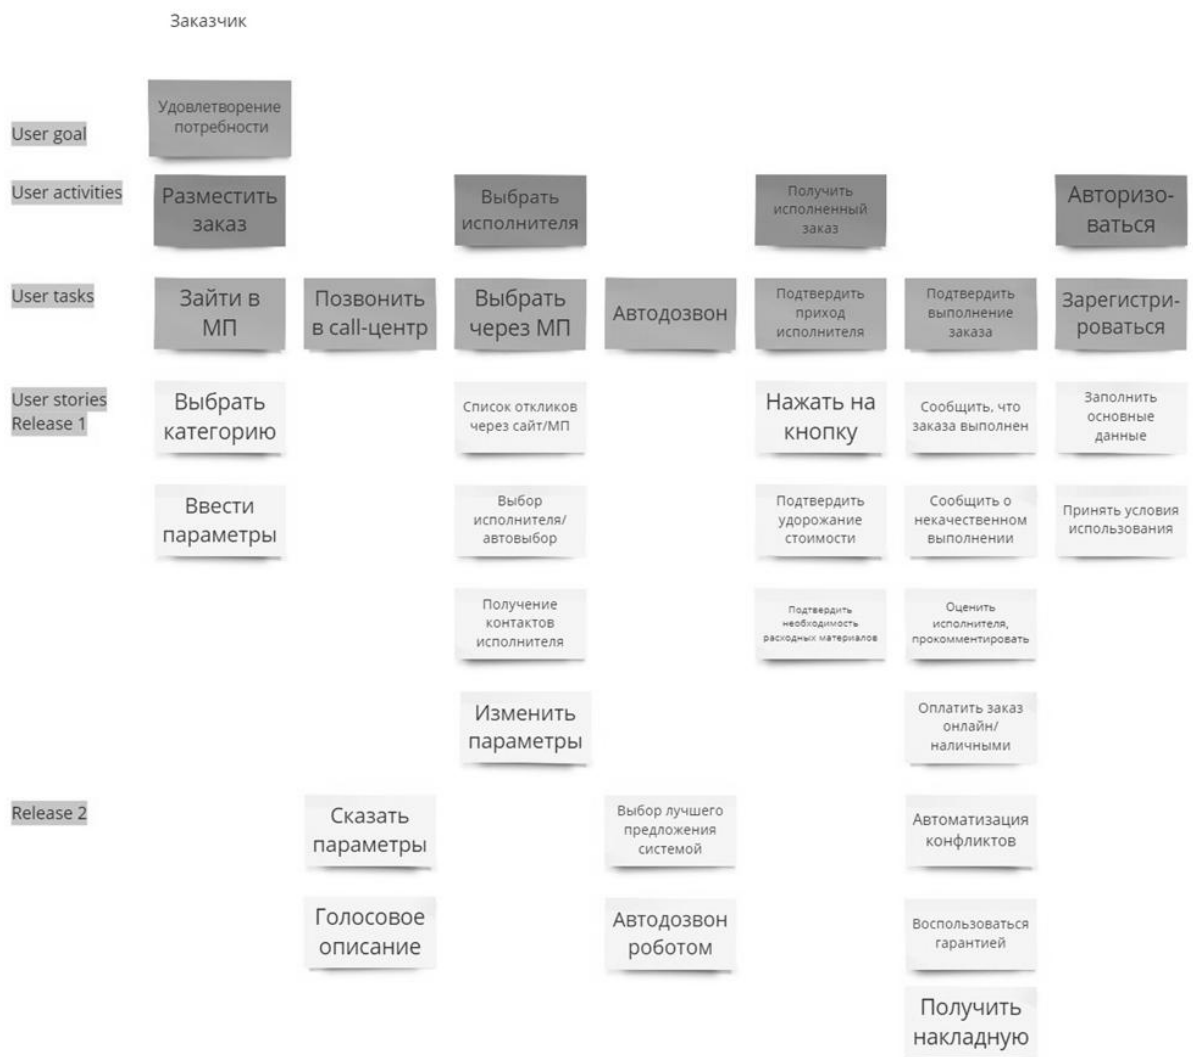 Заказчик
User goal
Удовлетворение
потребности
User activities
Разместить
заказ
Выбрать
исполнителя
Получить
исполненный
заказ
Авторизо-
ваться
User tasks
Зайти в
МП
Позвонить
в call-центр
Выбрать
через МП
Автодозвон
Подтвердить
приход
исполнителя
Подтвердить
выполнение
заказа
Зарегистри-
роваться
User stories
Release 1
Выбрать
категорию
Список откликов
через сайт/МП
Нажать на
кнопку
Сообщить, что
заказа выполнен
Заполнить
основные
данные
Ввести
параметры
Выбор
исполнителя/
автовыбор
Подтвердить
удорожание
стоимости
Сообщить о
некачественном
выполнении
Принять условия
использования
Получение
контактов
исполнителя
Подтвердить
необходимость
расходных материалов
Оценить
исполнителя,
прокомментировать
Изменить
параметры
Оплатить заказ
онлайн/
наличными
Release 2
Сказать
параметры
Выбор лучшего
предложения
системой
Автоматизация
конфликтов
Голосовое
описание
Автодозвон
роботом
Воспользоваться
гарантией
Получить
накладную